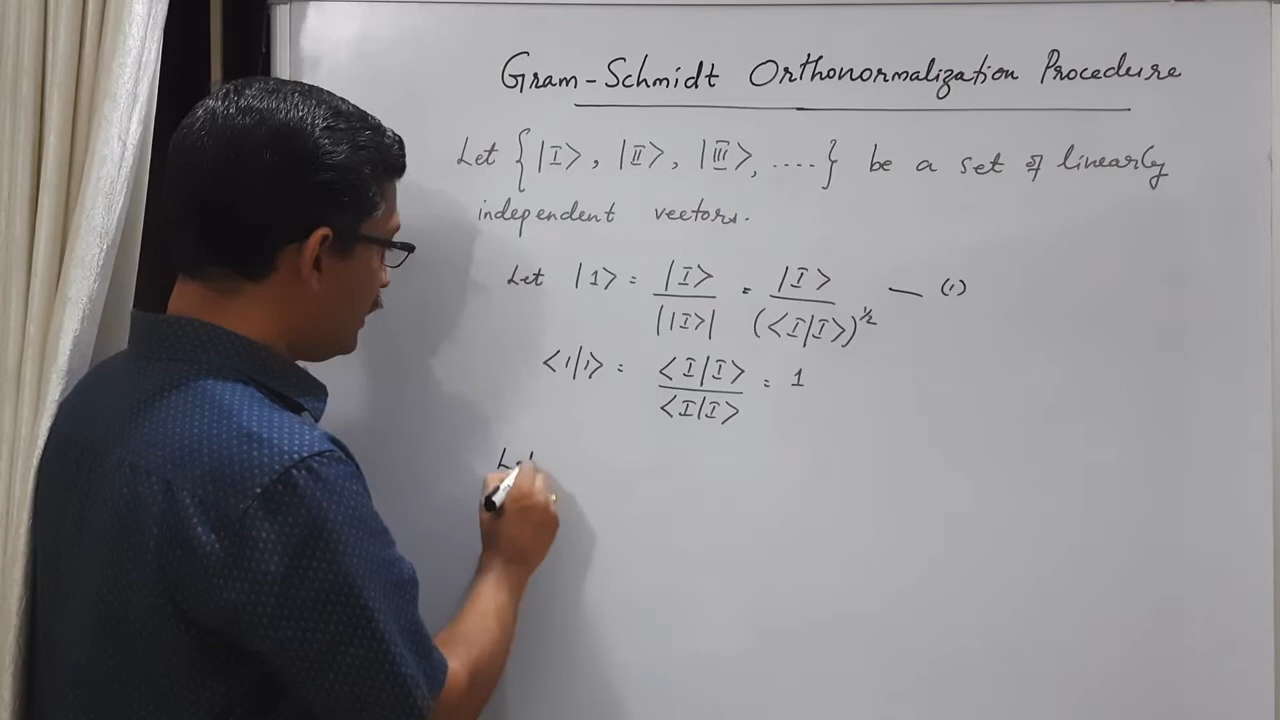 Gram-Schmidt Orthonormalization Procedure
Let {|I>, |II>, |III>, ....} be a set of linearly
independent vectors.
Let |1> = |I> / ||I>| = |I> / (<I|I>)^1/2 — (1)
<1|1> = <I|I> / <I|I> = 1
Let